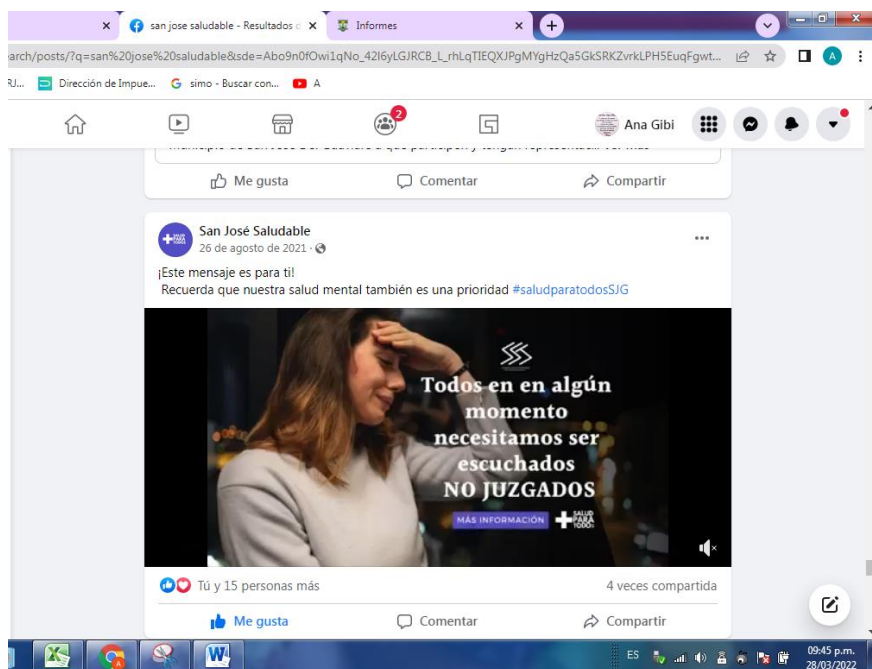 san jose saludable - Resultados
Informes
arch/posts/?q=san%20jose%20saludable&sde=Abo9n0fOwi1qNo_42I6yLGJRCB_L_rhLqTIEQXJPgMYgHzQa5GkSRKZvrkLPH5EuqFgwt...
A
Dirección de Impue...
simo - Buscar con...
A
2
Ana Gibi
Me gusta
Comentar
Compartir
San José Saludable
26 de agosto de 2021
¡Este mensaje es para ti!
Recuerda que nuestra salud mental también es una prioridad #saludparatodosSJG
Todos en en algún
momento
necesitamos ser
escuchados
NO JUZGADOS
MÁS INFORMACIÓN
SALUD
PARA
TODOS
Tú y 15 personas más
4 veces compartida
Me gusta
Comentar
Compartir
ES
09:45 p.m.
28/03/2022